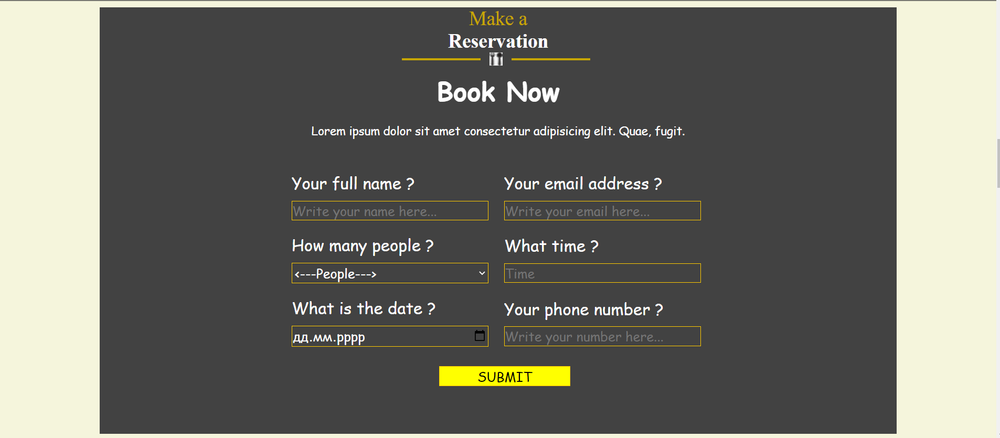 Make a
Reservation
Book Now
Lorem ipsum dolor sit amet consectetur adipisicing elit. Quae, fugit.
Your full name ?
Your email address ?
Write your name here...
Write your email here...
How many people ?
What time ?
<---People--->
Time
What is the date ?
Your phone number ?
дд.мм.рррр
Write your number here...
SUBMIT